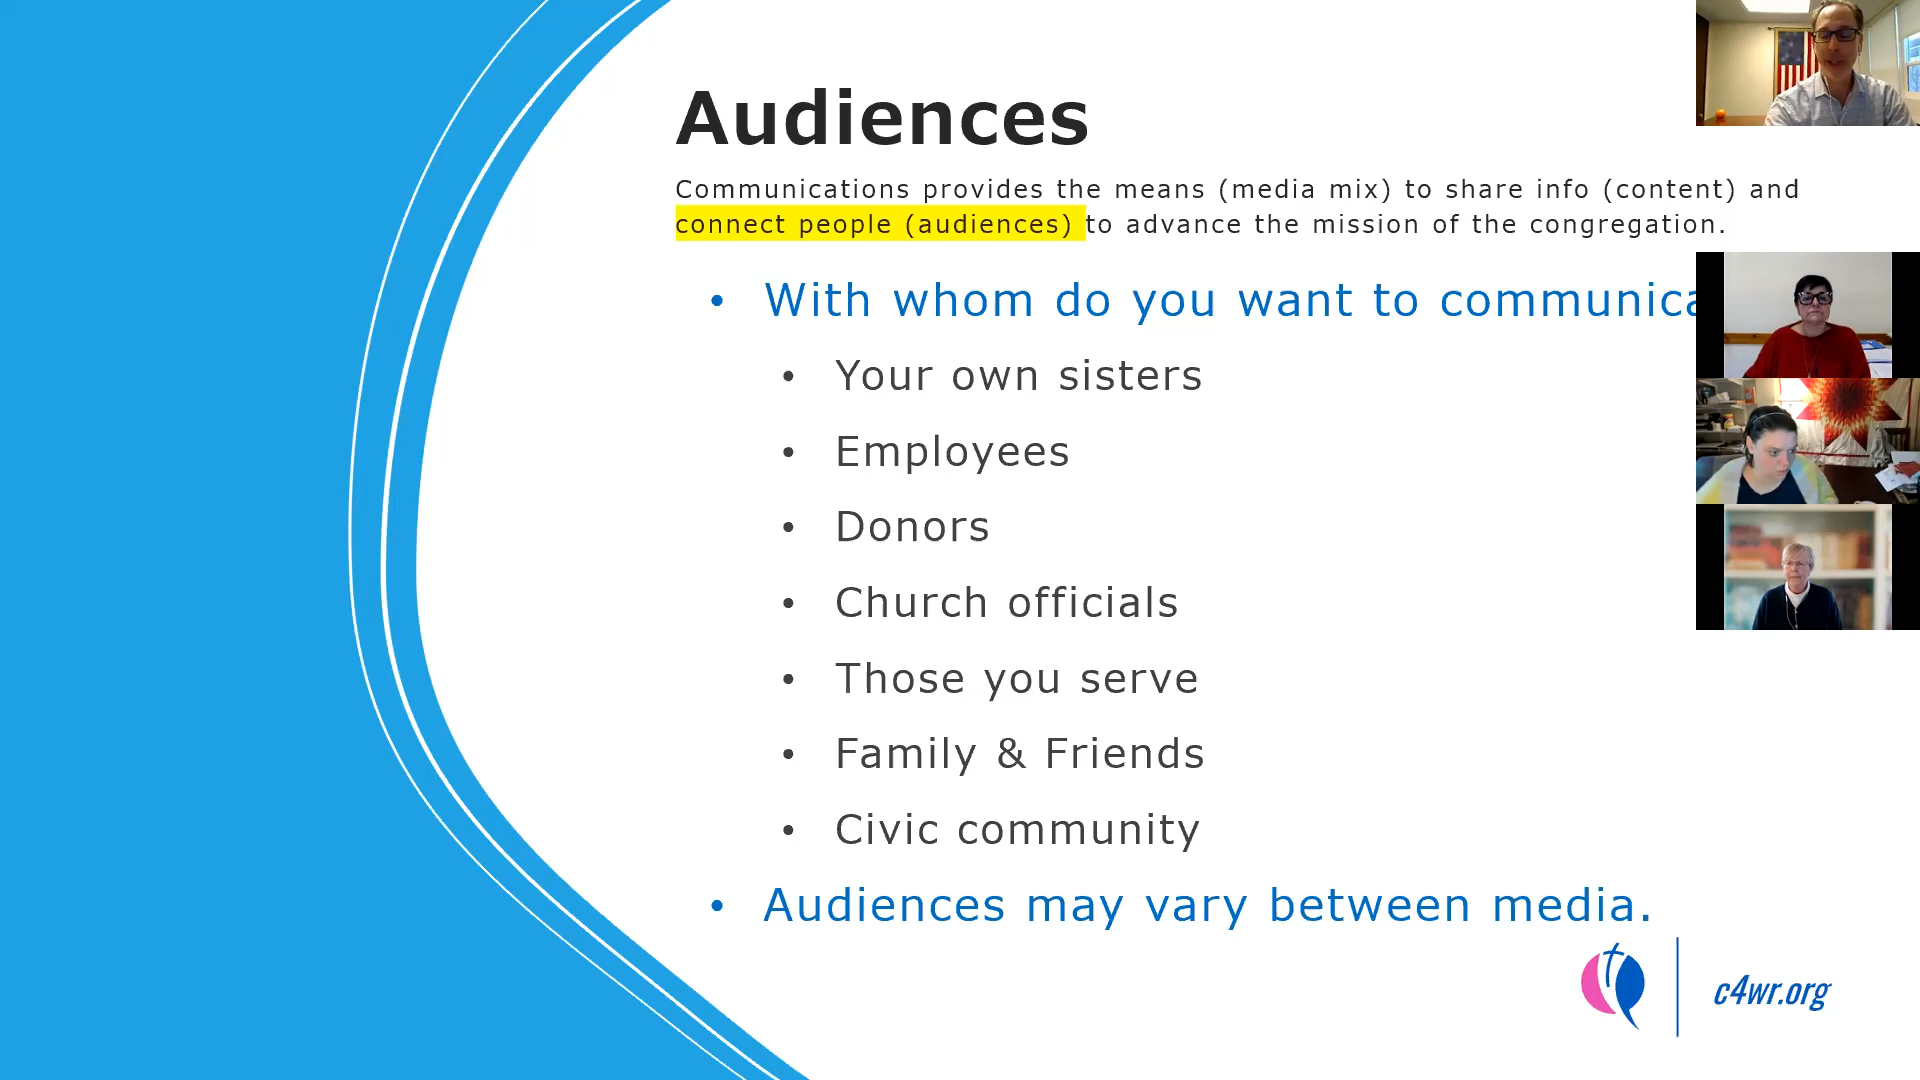 Audiences
Communications provides the means (media mix) to share info (content) and
connect people (audiences) to advance the mission of the congregation.
• With whom do you want to
• Your own sisters
• Employees
• Donors
• Church officials
• Those you serve
• Family & Friends
• Civic community
• Audiences may vary between media.
c4wr.org